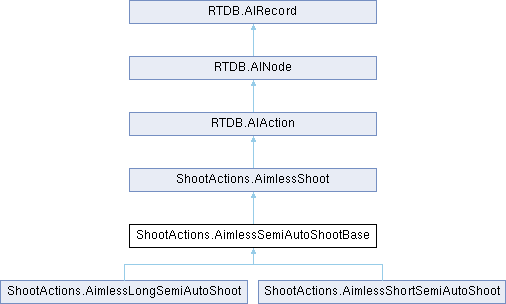 RTDB.AIRecord
RTDB.AINode
RTDB.AIAction
ShootActions.AimlessShoot
ShootActions.AimlessSemiAutoShootBase
ShootActions.AimlessLongSemiAutoShoot
ShootActions.AimlessShortSemiAutoShoot